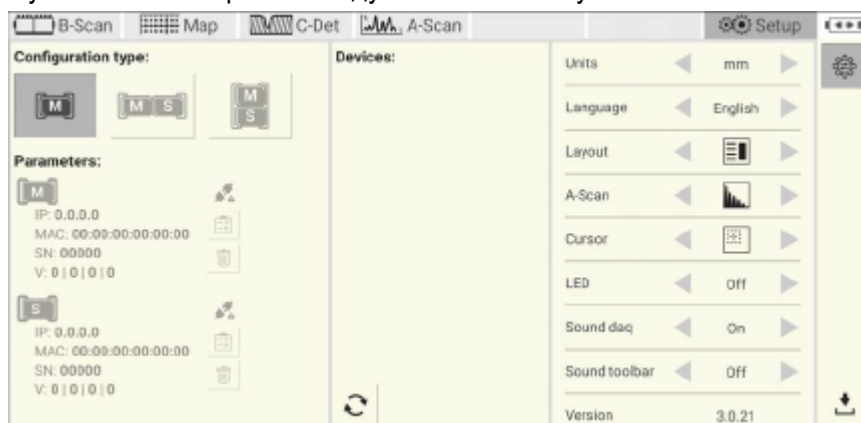 B-Scan Map C-Det A-Scan Setup
Configuration type:
M M S M S
Parameters:
M
IP: 0.0.0.0
MAC: 00:00:00:00:00:00
SN: 00000
V: 0|0|0|0
S
IP: 0.0.0.0
MAC: 00:00:00:00:00:00
SN: 00000
V: 0|0|0|0
Devices:
Units mm
Language English
Layout
A-Scan
Cursor
LED Off
Sound daq On
Sound toolbar Off
Version 3.0.21